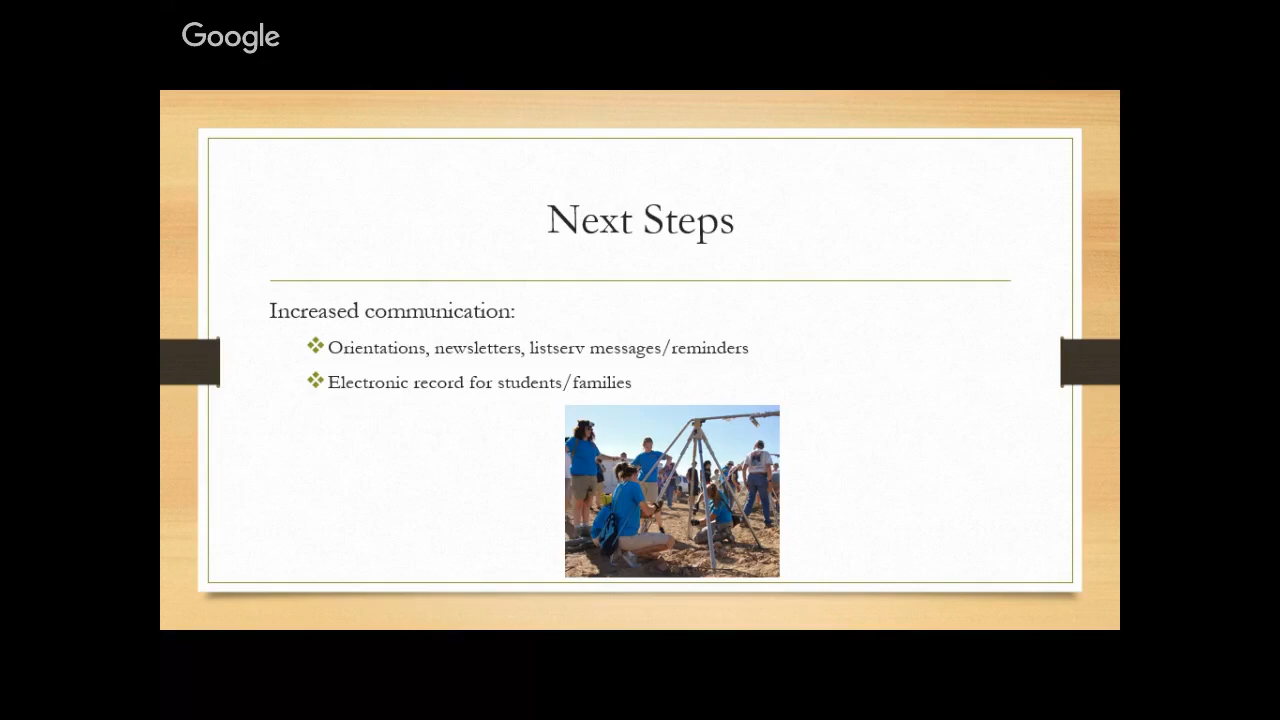 Google
Next Steps
Increased communication:
Orientations, newsletters, listserv messages/reminders
Electronic record for students/families